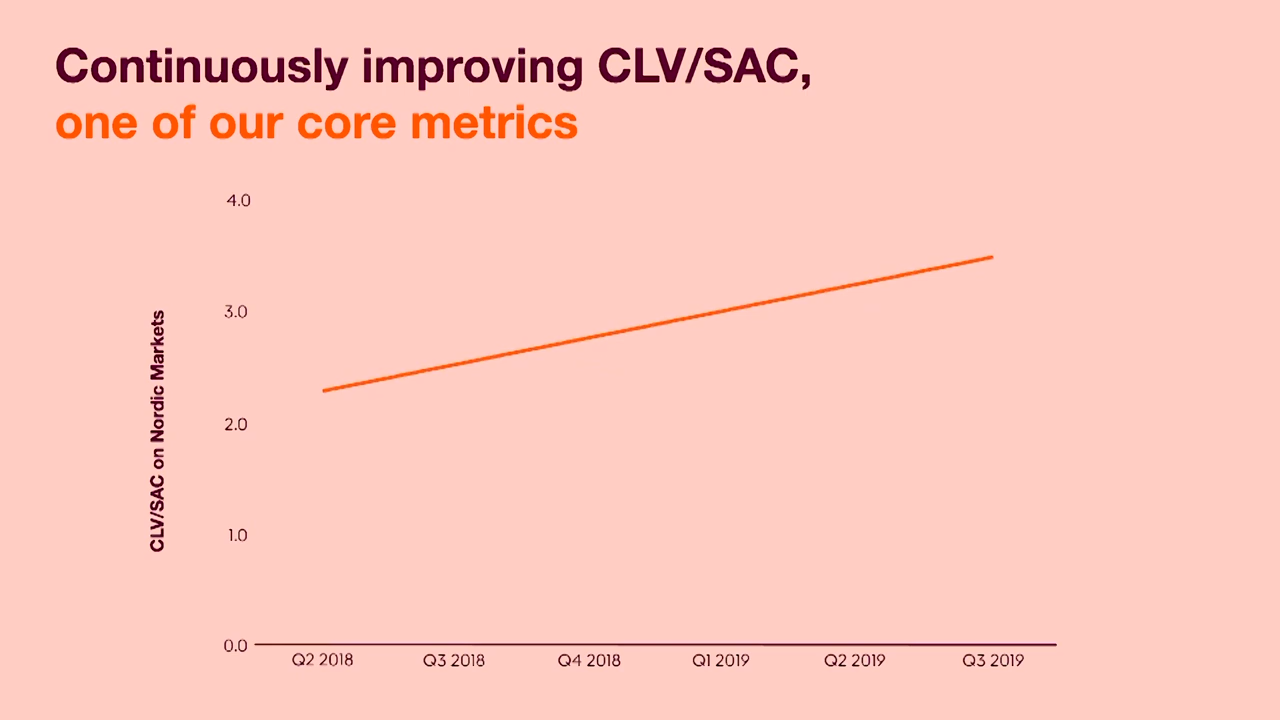 Continuously improving CLV/SAC,
one of our core metrics
4.0
3.0
2.0
1.0
0.0
CLV/SAC on Nordic Markets
Q2 2018
Q3 2018
Q4 2018
Q1 2019
Q2 2019
Q3 2019